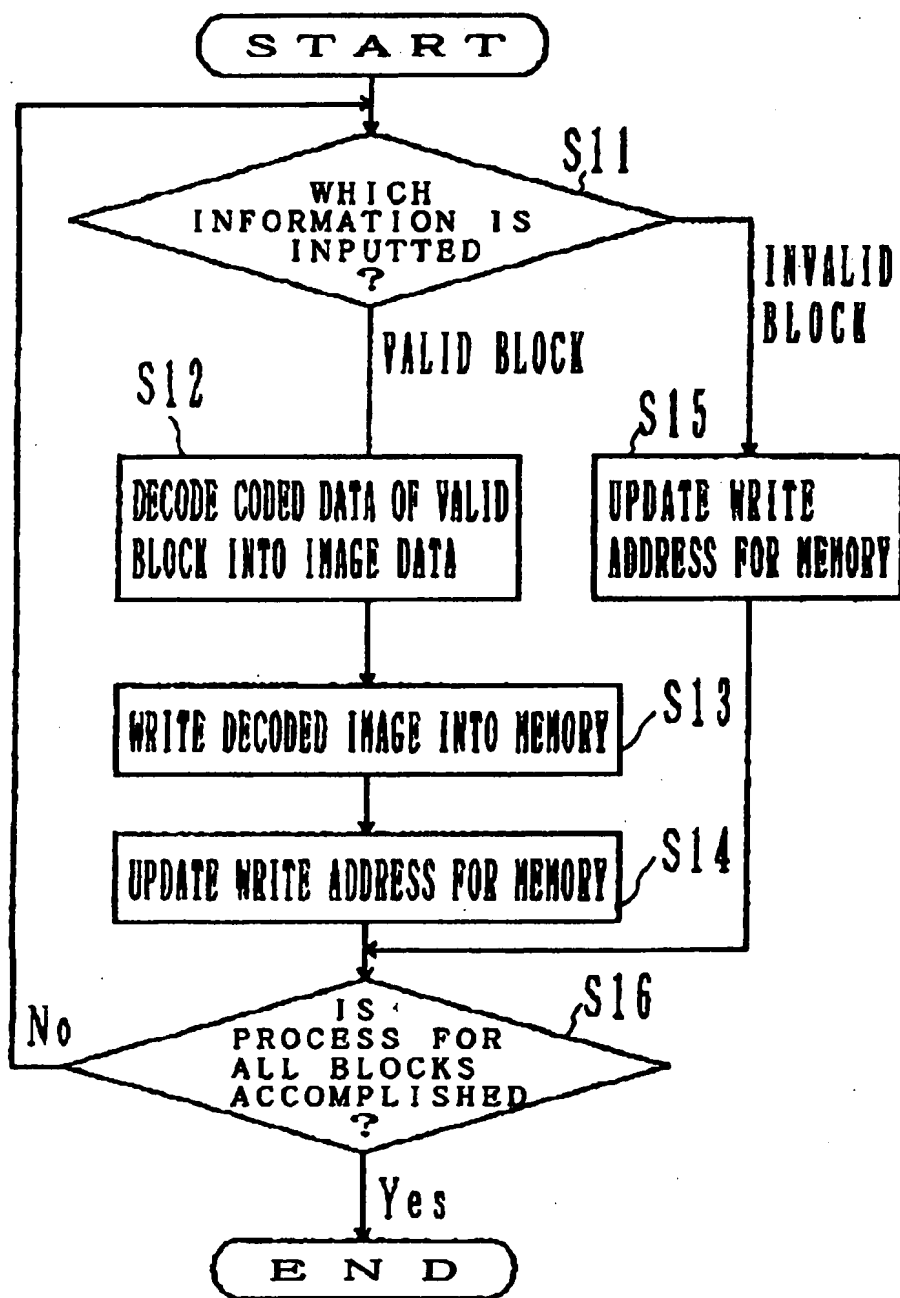 START
S11
WHICH
INFORMATION IS
INPUTTED
?
INVALID
BLOCK
VALID BLOCK
S12
DECODE CODED DATA OF VALID
BLOCK INTO IMAGE DATA
S15
UPDATE WRITE
ADDRESS FOR MEMORY
WRITE DECODED IMAGE INTO MEMORY
S13
UPDATE WRITE ADDRESS FOR MEMORY
S14
S16
IS
PROCESS FOR
ALL BLOCKS
ACCOMPLISHED
?
No
Yes
END